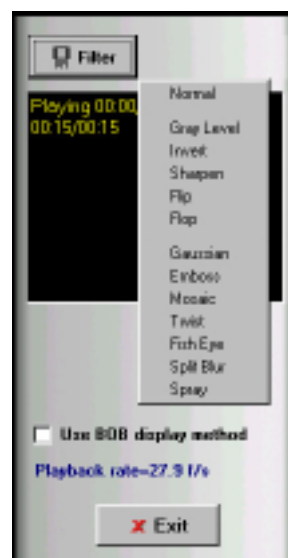 Filter
Playing 00:00,
00:15/00:15
Normal
Gray Level
Invert
Sharpen
Flip
Flop
Gaussian
Emboss
Mosaic
Twist
Fish Eye
Split Blur
Spray
Use BOB display method
Playback rate=27.9 f/s
Exit